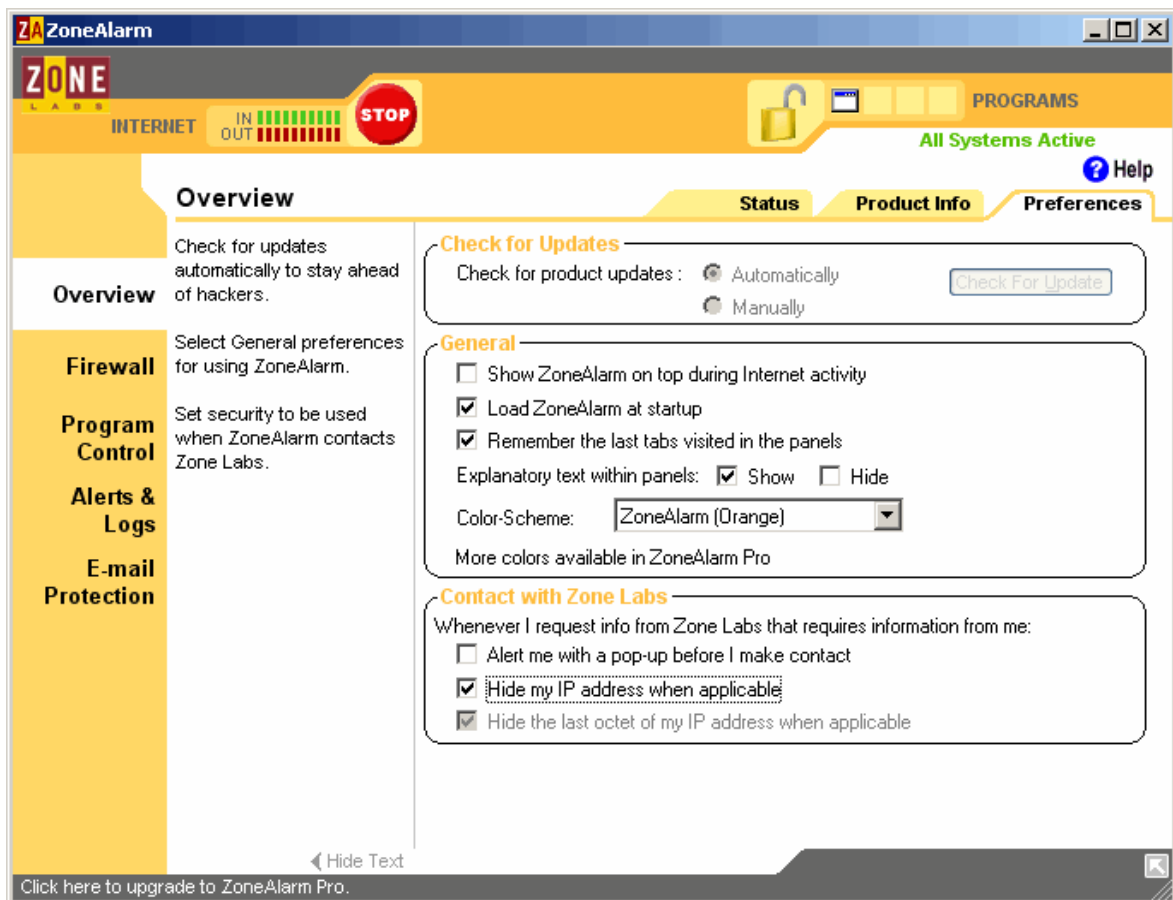 ZA ZoneAlarm
ZONE
LABS
INTERNET
IN
OUT
STOP
PROGRAMS
All Systems Active
? Help
Overview
Status
Product Info
Preferences
Overview
Firewall
Program
Control
Alerts &
Logs
E-mail
Protection
Check for updates
automatically to stay ahead
of hackers.
Select General preferences
for using ZoneAlarm.
Set security to be used
when ZoneAlarm contacts
Zone Labs.
Check for Updates
Check for product updates :
Automatically
Manually
Check For Update
General
Show ZoneAlarm on top during Internet activity
Load ZoneAlarm at startup
Remember the last tabs visited in the panels
Explanatory text within panels: Show Hide
Color-Scheme: ZoneAlarm (Orange)
More colors available in ZoneAlarm Pro
Contact with Zone Labs
Whenever I request info from Zone Labs that requires information from me:
Alert me with a pop-up before I make contact
Hide my IP address when applicable
Hide the last octet of my IP address when applicable
Hide Text
Click here to upgrade to ZoneAlarm Pro.